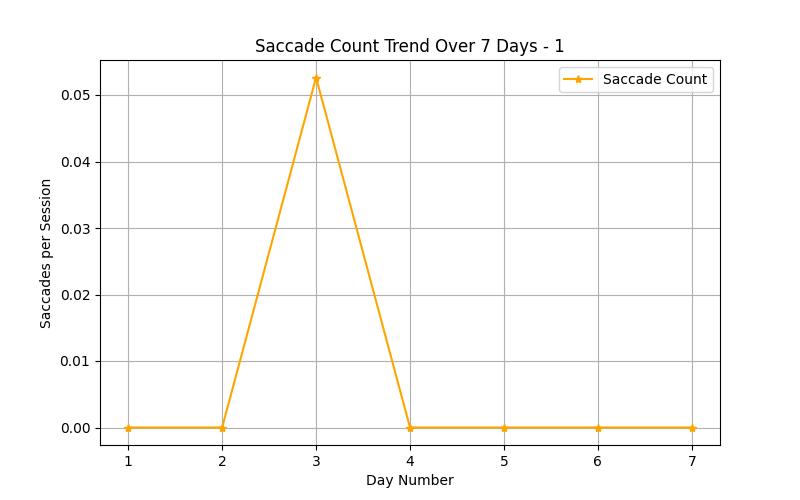 Saccade Count Trend Over 7 Days - 1
Saccade Count
Saccades per Session
0.05
0.04
0.03
0.02
0.01
0.00
1 2 3 4 5 6 7
Day Number